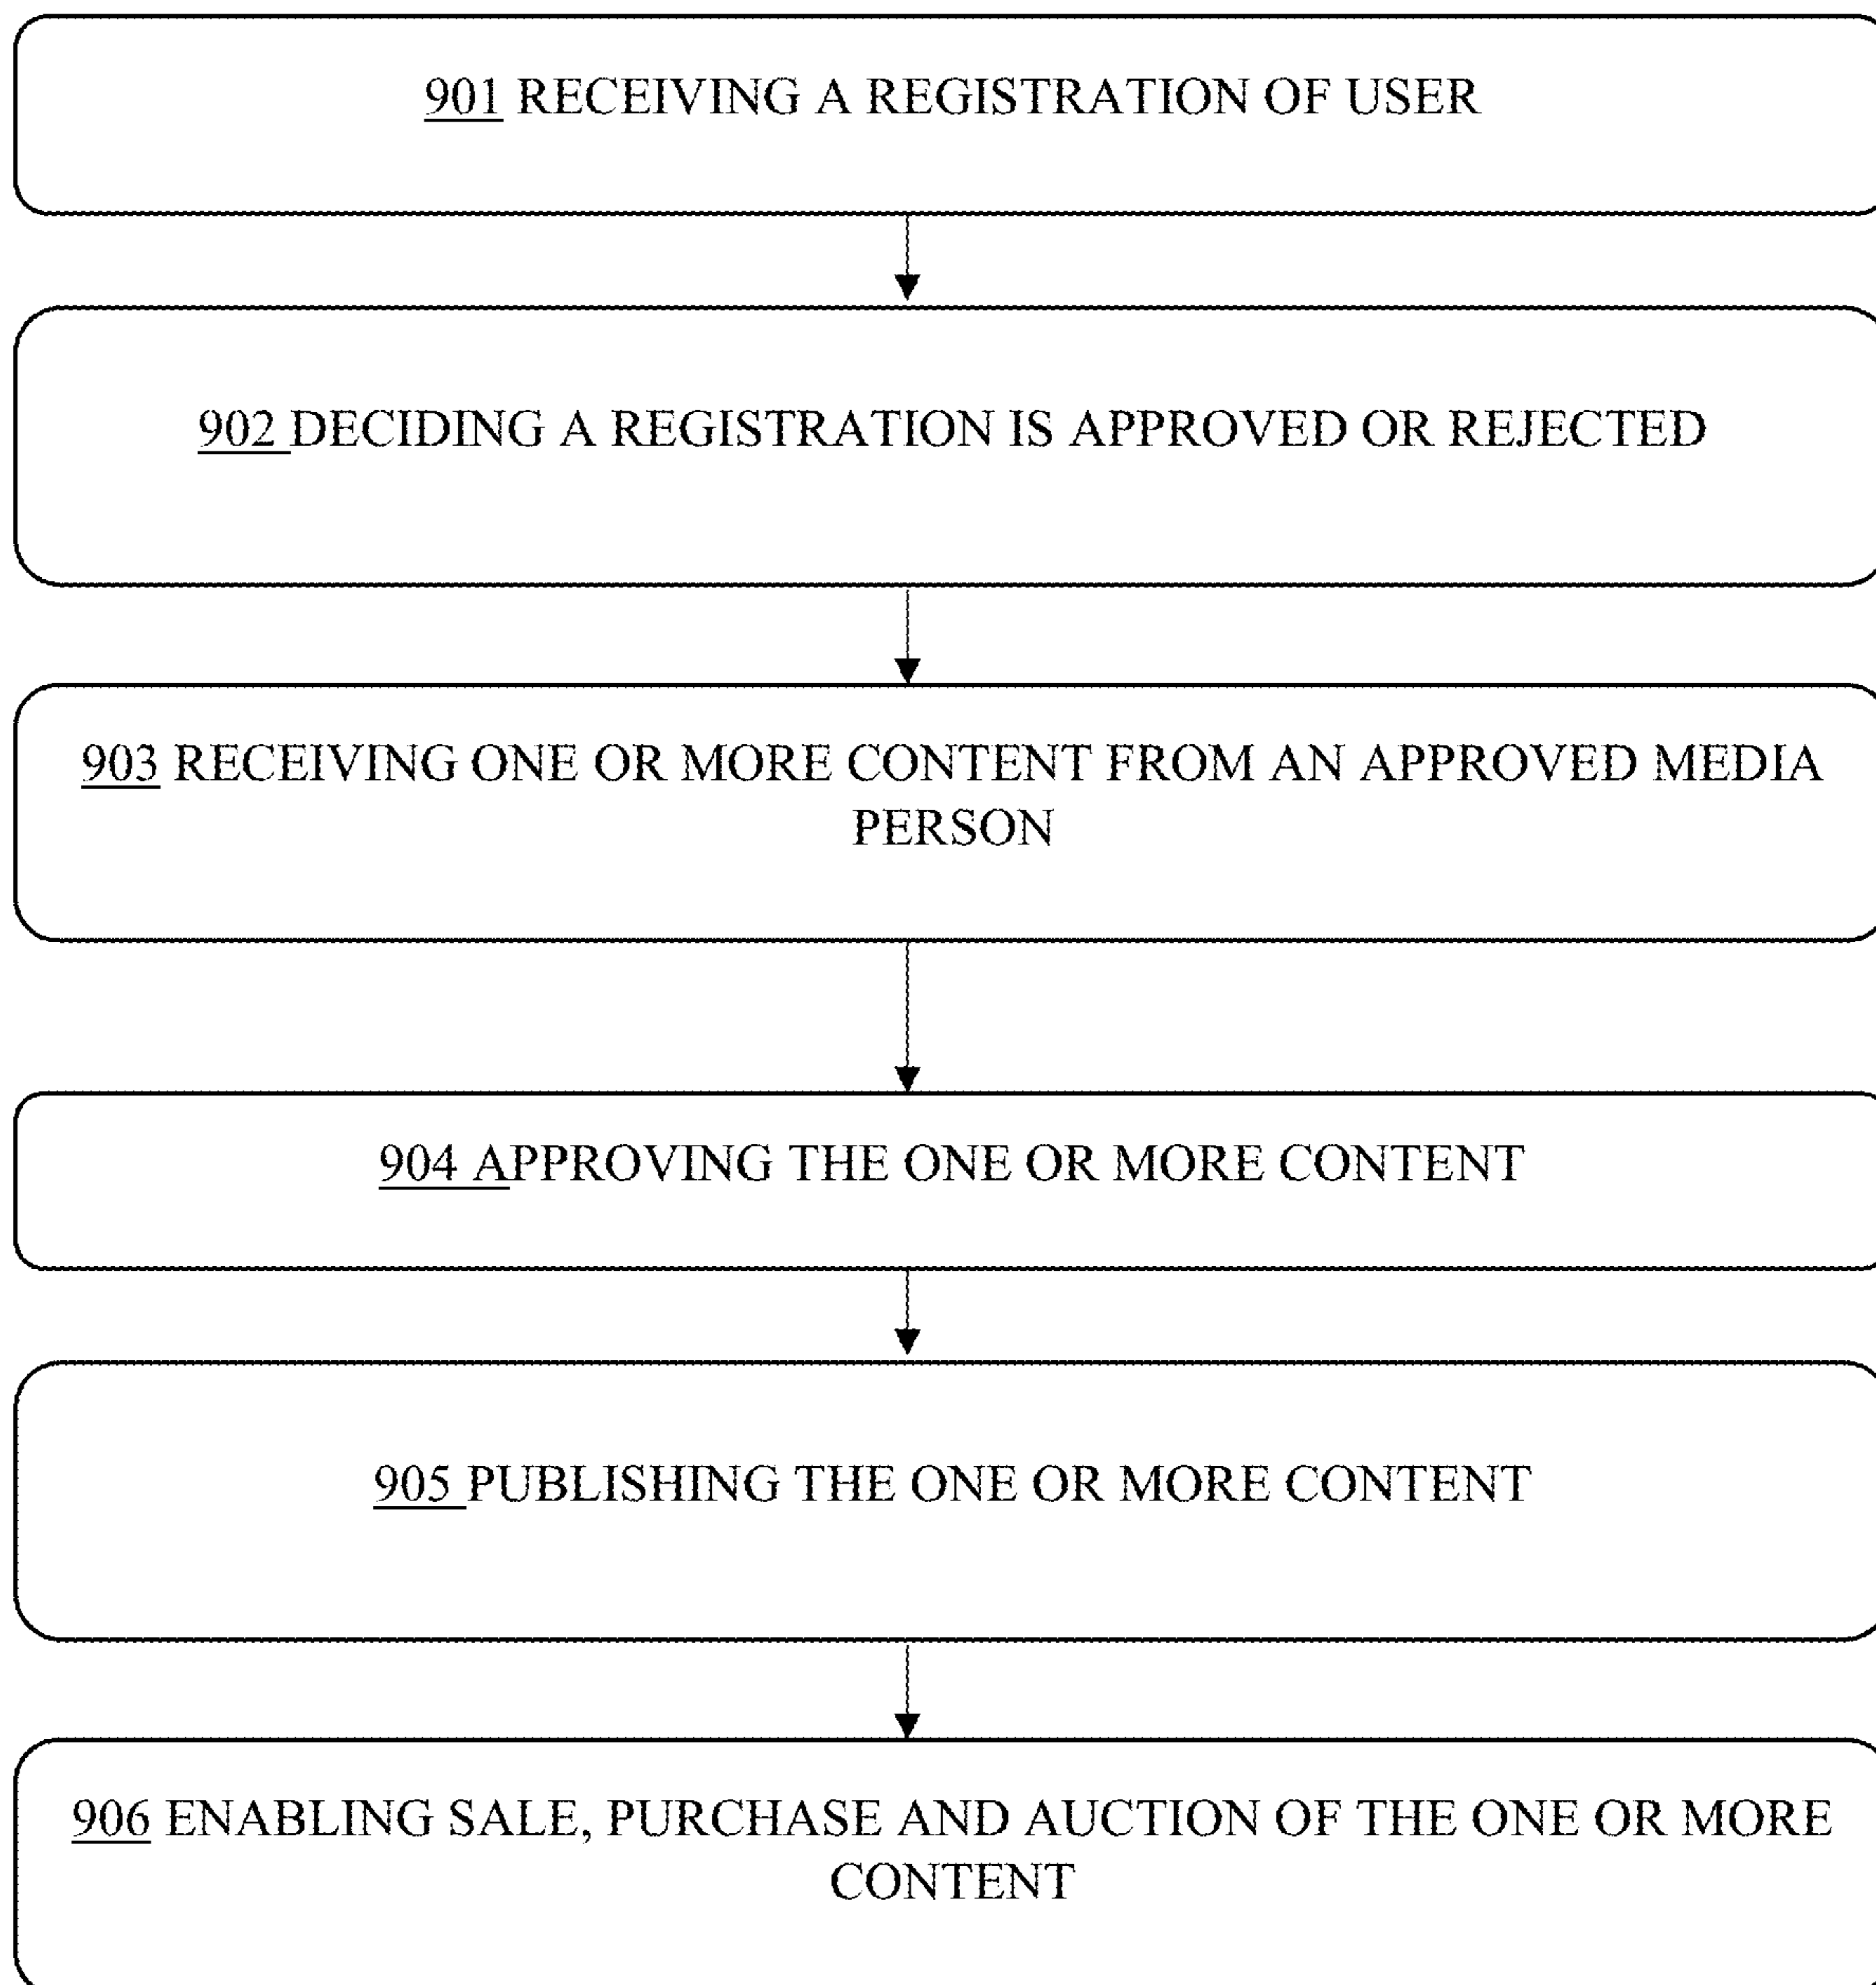 901 RECEIVING A REGISTRATION OF USER
902 DECIDING A REGISTRATION IS APPROVED OR REJECTED
903 RECEIVING ONE OR MORE CONTENT FROM AN APPROVED MEDIA
PERSON
904 APPROVING THE ONE OR MORE CONTENT
905 PUBLISHING THE ONE OR MORE CONTENT
906 ENABLING SALE, PURCHASE AND AUCTION OF THE ONE OR MORE
CONTENT